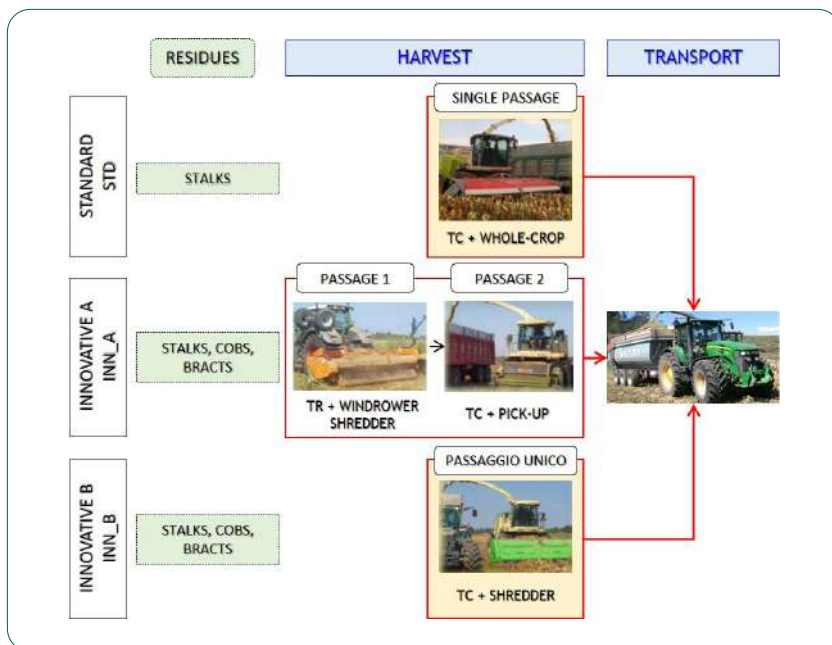 RESIDUES
HARVEST
TRANSPORT
STANDARD
STD
STALKS
SINGLE PASSAGE
TC + WHOLE-CROP
INNOVATIVE A
INN_A
STALKS, COBS,
BRACTS
PASSAGE 1
PASSAGE 2
TR + WINDROWER
SHREDDER
TC + PICK-UP
INNOVATIVE B
INN_B
STALKS, COBS,
BRACTS
PASSAGGIO UNICO
TC + SHREDDER